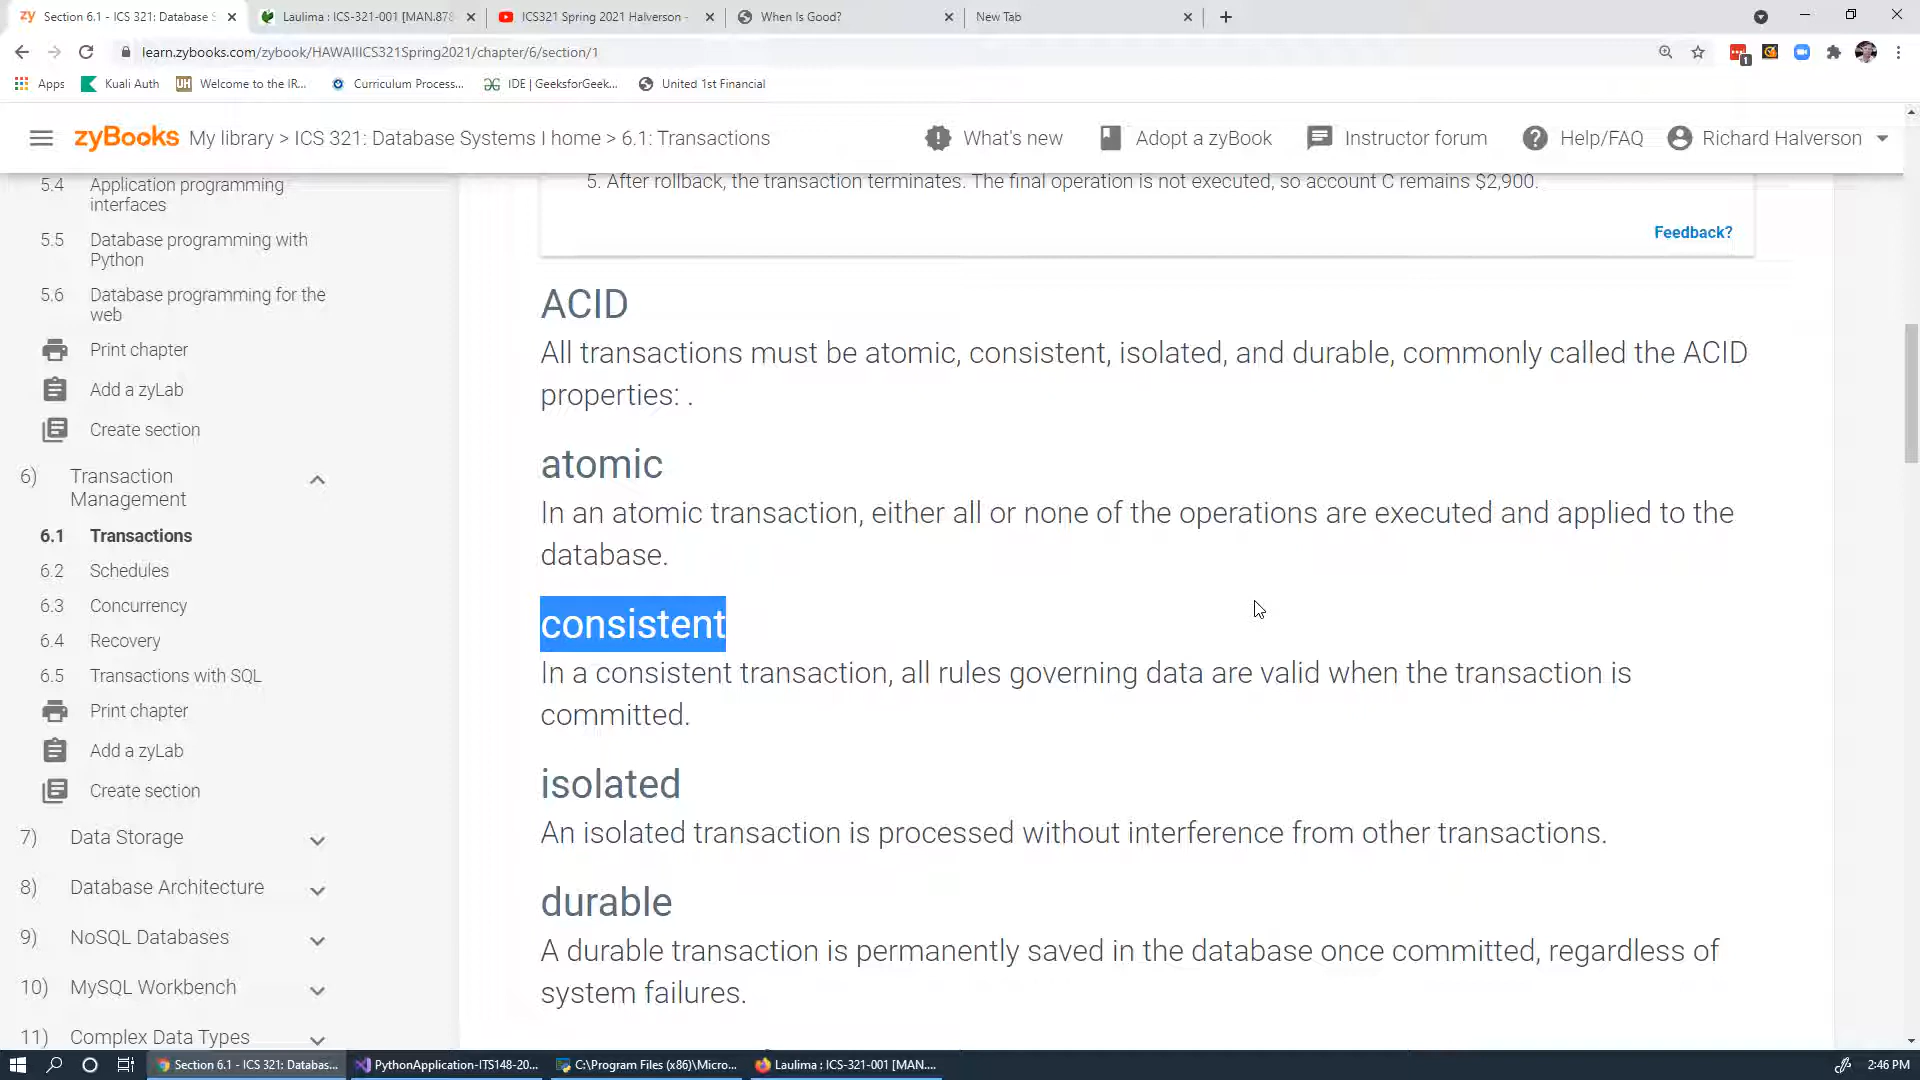 Section 6.1 - ICS 321: Database S
Laulima : ICS-321-001 [MAN.878
ICS321 Spring 2021 Halverson -
When Is Good?
New Tab
learn.zybooks.com/zybook/HAWAIIICS321Spring2021/chapter/6/section/1
1
Apps
Kuali Auth
UH
Welcome to the IR...
Curriculum Process...
IDE | GeeksforGeek...
United 1st Financial
zyBooks
My library > ICS 321: Database Systems I home > 6.1: Transactions
What's new
Adopt a zyBook
Instructor forum
Help/FAQ
Richard Halverson
5.4 Application programming
interfaces
5.5 Database programming with
Python
5.6 Database programming for the
web
Print chapter
Add a zyLab
Create section
6) Transaction
Management
6.1 Transactions
6.2 Schedules
6.3 Concurrency
6.4 Recovery
6.5 Transactions with SQL
Print chapter
Add a zyLab
Create section
7) Data Storage
8) Database Architecture
9) NoSQL Databases
10) MySQL Workbench
11) Complex Data Types
5. After rollback, the transaction terminates. The final operation is not executed, so account C remains $2,900.
Feedback?
ACID
All transactions must be atomic, consistent, isolated, and durable, commonly called the ACID
properties: .
atomic
In an atomic transaction, either all or none of the operations are executed and applied to the
database.
consistent
In a consistent transaction, all rules governing data are valid when the transaction is
committed.
isolated
An isolated transaction is processed without interference from other transactions.
durable
A durable transaction is permanently saved in the database once committed, regardless of
system failures.
Section 6.1 - ICS 321: Databas...
PythonApplication-ITS148-20...
C:\Program Files (x86)\Micro...
Laulima : ICS-321-001 [MAN....
2:46 PM